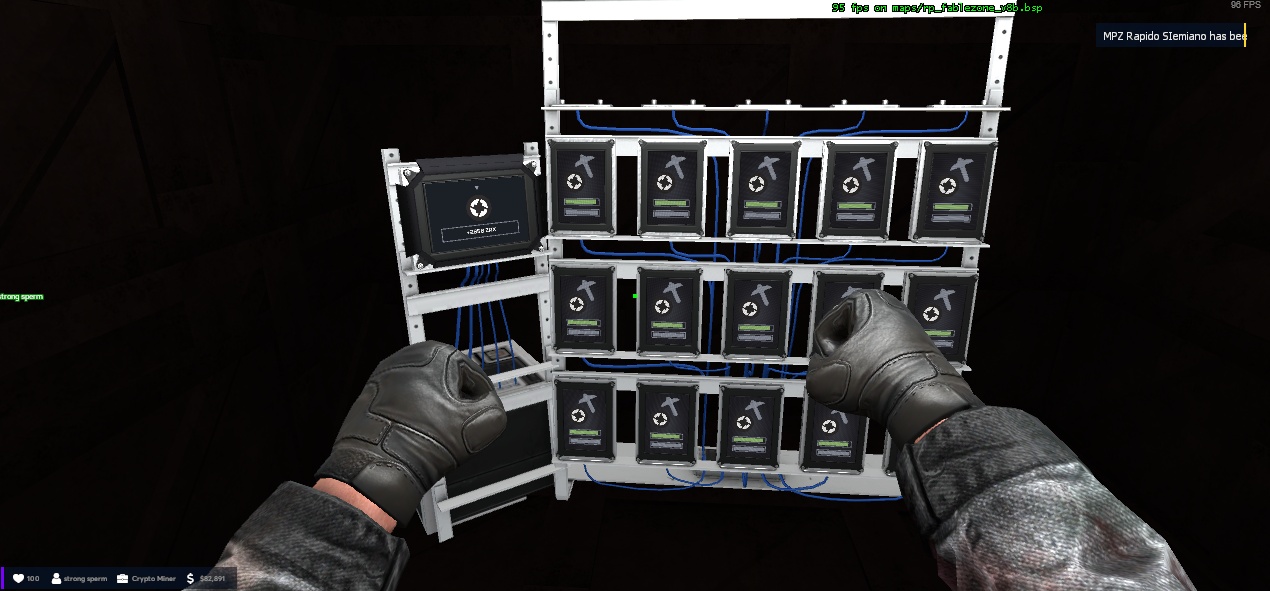 95 fps on maps/rp_fablezone_v8b.bsp
96 FPS
MPZ Rapido SIemiano has bee
strong sperm
100 strong sperm Crypto Miner $82,891